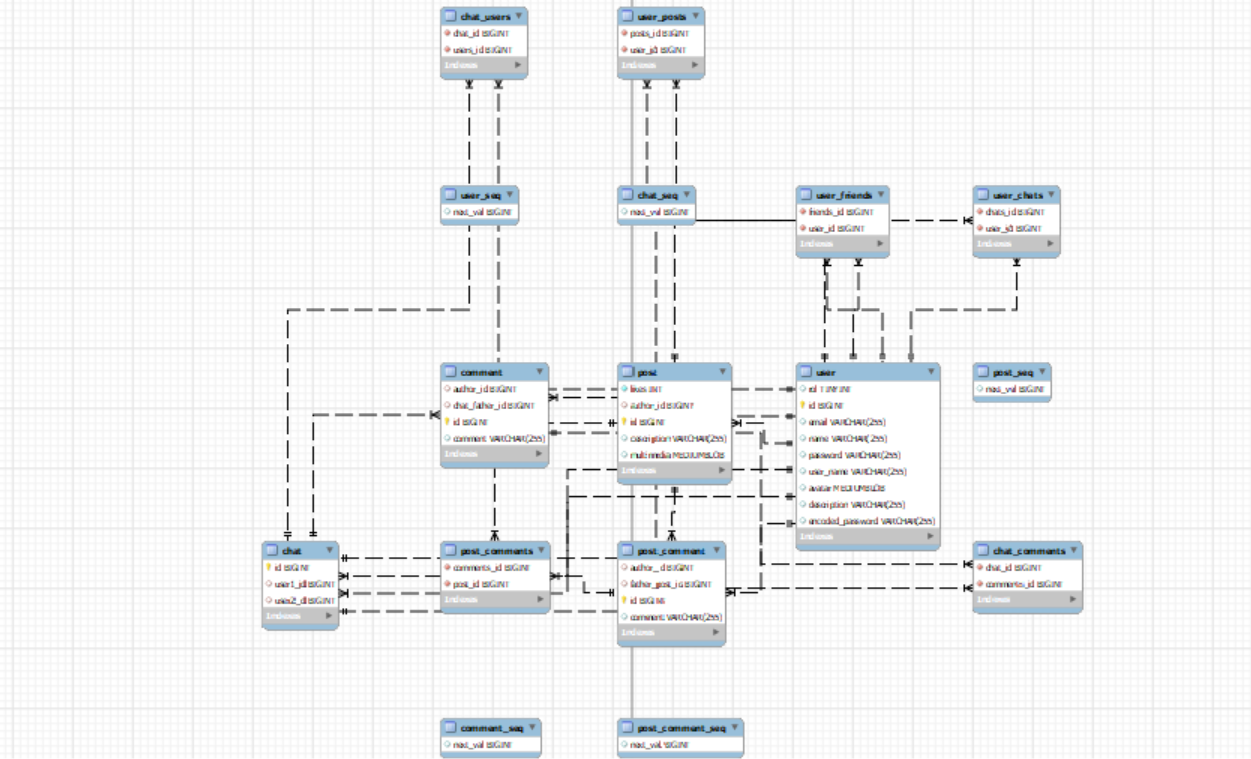 chat_users
chat_id BIGINT
users_id BIGINT
Indexes
user_posts
posts_id BIGINT
user_id BIGINT
Indexes
user_seq
next_val BIGINT
chat_seq
next_val BIGINT
user_friends
friends_id BIGINT
user_id BIGINT
Indexes
user_chats
chats_id BIGINT
user_id BIGINT
Indexes
comment
author_id BIGINT
chat_father_id BIGINT
id BIGINT
comment VARCHAR(255)
Indexes
post
likes INT
author_id BIGINT
id BIGINT
description VARCHAR(255)
multimedia MEDIUMBLOB
Indexes
user
rol TINYINT
id BIGINT
email VARCHAR(255)
name VARCHAR(255)
password VARCHAR(255)
user_name VARCHAR(255)
avatar MEDIUMBLOB
description VARCHAR(255)
encoded_password VARCHAR(255)
Indexes
post_seq
next_val BIGINT
chat
id BIGINT
user1_id BIGINT
user2_id BIGINT
Indexes
post_comments
comments_id BIGINT
post_id BIGINT
Indexes
post_comment
author_id BIGINT
father_post_id BIGINT
id BIGINT
comment VARCHAR(255)
Indexes
chat_comments
chat_id BIGINT
comments_id BIGINT
Indexes
comment_seq
next_val BIGINT
post_comment_seq
next_val BIGINT